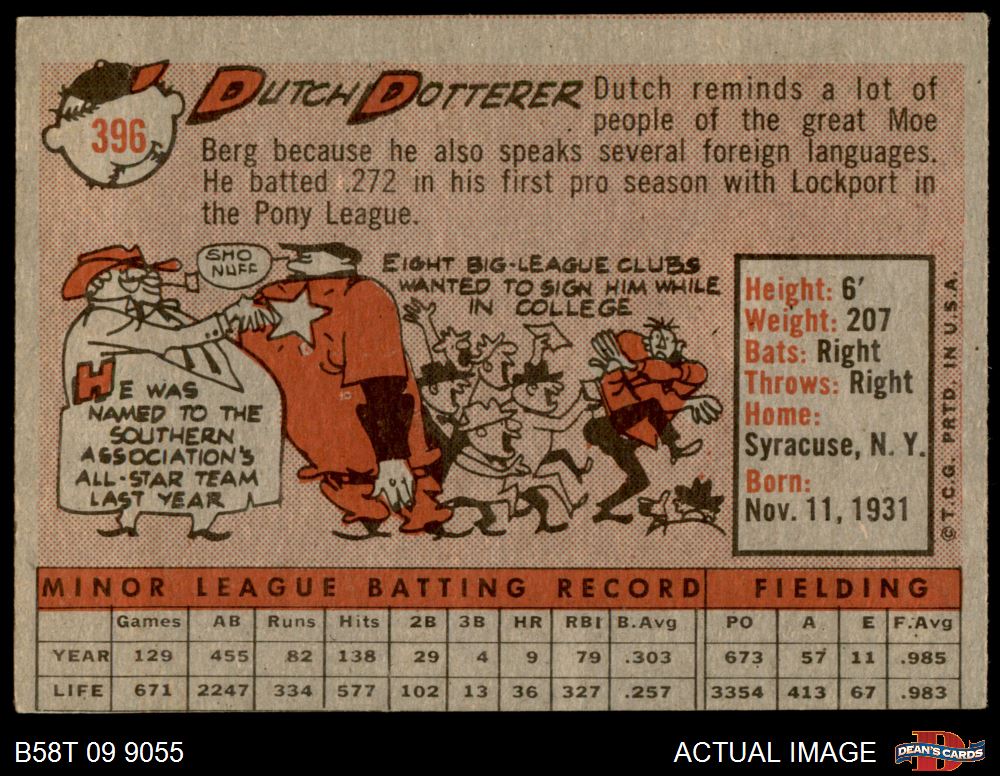 396
DUTCH DOTTERER
Dutch reminds a lot of
people of the great Moe
Berg because he also speaks several foreign languages.
He batted .272 in his first pro season with Lockport in
the Pony League.
SHO
NUFF
EIGHT BIG-LEAGUE CLUBS
WANTED TO SIGN HIM WHILE
IN COLLEGE
HE WAS
NAMED TO THE
SOUTHERN
ASSOCIATION'S
ALL-STAR TEAM
LAST YEAR
Height: 6'
Weight: 207
Bats: Right
Throws: Right
Home:
Syracuse, N. Y.
Born:
Nov. 11, 1931
© T.C.G. PRTD. IN U.S.A.
MINOR LEAGUE BATTING RECORD FIELDING
Games AB Runs Hits 2B 3B HR RBI B.Avg PO A E F.Avg
YEAR 129 455 82 138 29 4 9 79 .303 673 57 11 .985
LIFE 671 2247 334 577 102 13 36 327 .257 3354 413 67 .983
B58T 09 9055
ACTUAL IMAGE
DEAN'S CARDS